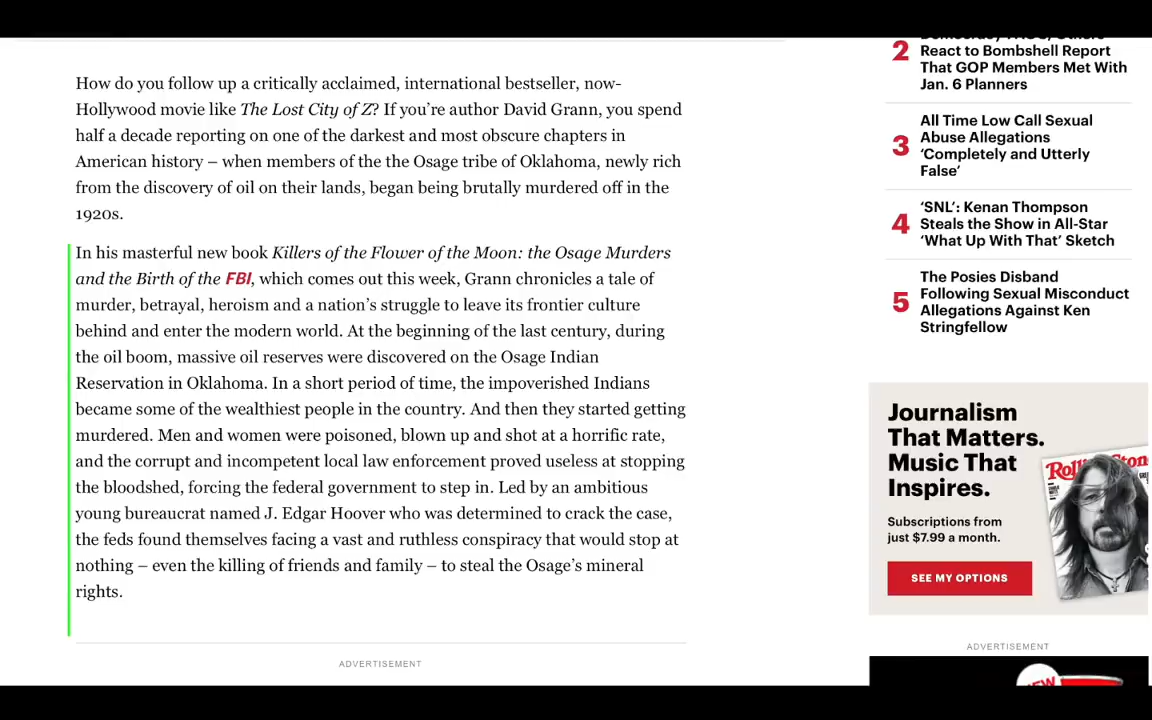 How do you follow up a critically acclaimed, international bestseller, now-
Hollywood movie like The Lost City of Z? If you’re author David Grann, you spend
half a decade reporting on one of the darkest and most obscure chapters in
American history – when members of the the Osage tribe of Oklahoma, newly rich
from the discovery of oil on their lands, began being brutally murdered off in the
1920s.
In his masterful new book Killers of the Flower of the Moon: the Osage Murders
and the Birth of the FBI, which comes out this week, Grann chronicles a tale of
murder, betrayal, heroism and a nation’s struggle to leave its frontier culture
behind and enter the modern world. At the beginning of the last century, during
the oil boom, massive oil reserves were discovered on the Osage Indian
Reservation in Oklahoma. In a short period of time, the impoverished Indians
became some of the wealthiest people in the country. And then they started getting
murdered. Men and women were poisoned, blown up and shot at a horrific rate,
and the corrupt and incompetent local law enforcement proved useless at stopping
the bloodshed, forcing the federal government to step in. Led by an ambitious
young bureaucrat named J. Edgar Hoover who was determined to crack the case,
the feds found themselves facing a vast and ruthless conspiracy that would stop at
nothing – even the killing of friends and family – to steal the Osage’s mineral
rights.
ADVERTISEMENT
2
React to Bombshell Report
That GOP Members Met With
Jan. 6 Planners
3
All Time Low Call Sexual
Abuse Allegations
‘Completely and Utterly
False’
4
‘SNL’: Kenan Thompson
Steals the Show in All-Star
‘What Up With That’ Sketch
5
The Posies Disband
Following Sexual Misconduct
Allegations Against Ken
Stringfellow
Journalism
That Matters.
Music That
Inspires.
Subscriptions from
just $7.99 a month.
SEE MY OPTIONS
ADVERTISEMENT
NEW